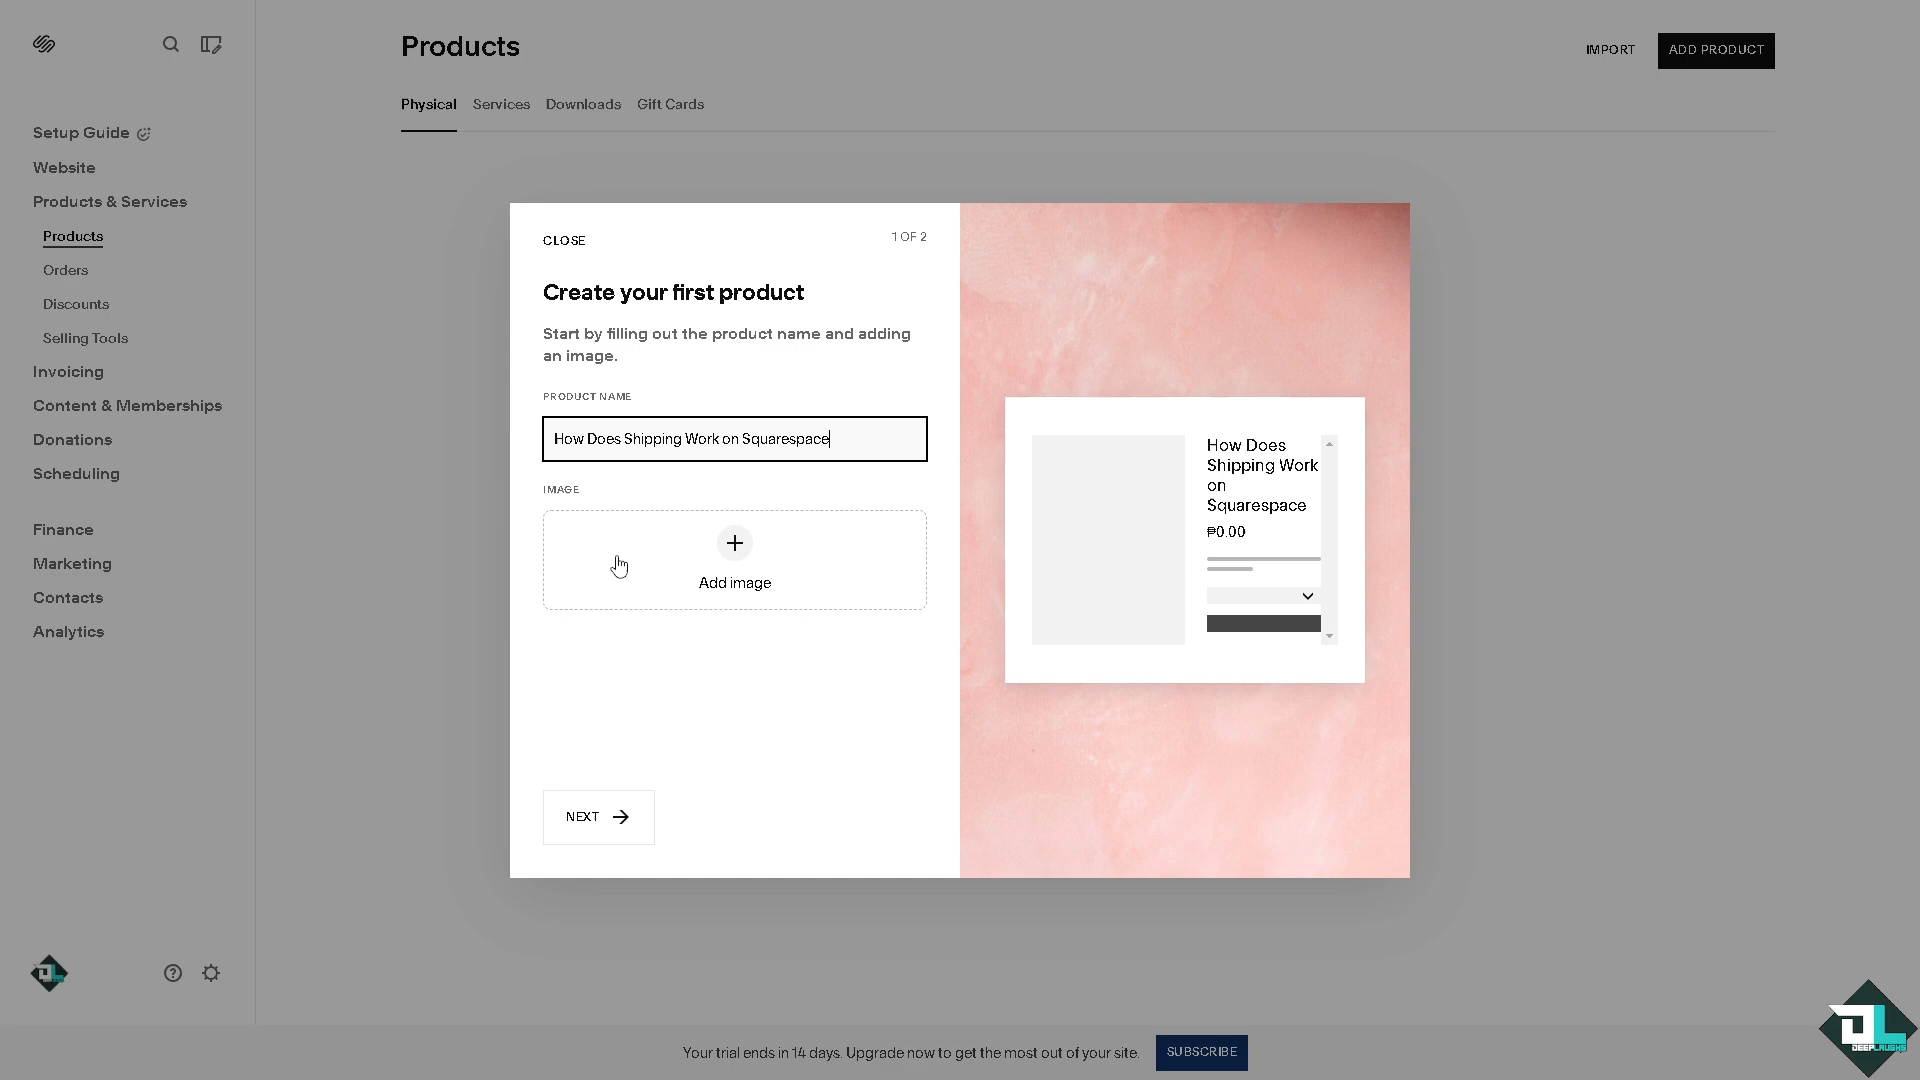 Products
IMPORT
ADD PRODUCT
Physical
Services
Downloads
Gift Cards
Setup Guide
Website
Products & Services
Products
Orders
Discounts
Selling Tools
Invoicing
Content & Memberships
Donations
Scheduling
Finance
Marketing
Contacts
Analytics
CLOSE
1 OF 2
Create your first product
Start by filling out the product name and adding
an image.
PRODUCT NAME
How Does Shipping Work on Squarespace
IMAGE
Add image
NEXT
How Does
Shipping Work
on
Squarespace
₱0.00
Your trial ends in 14 days. Upgrade now to get the most out of your site.
SUBSCRIBE
DL
DEEPLAUGHS